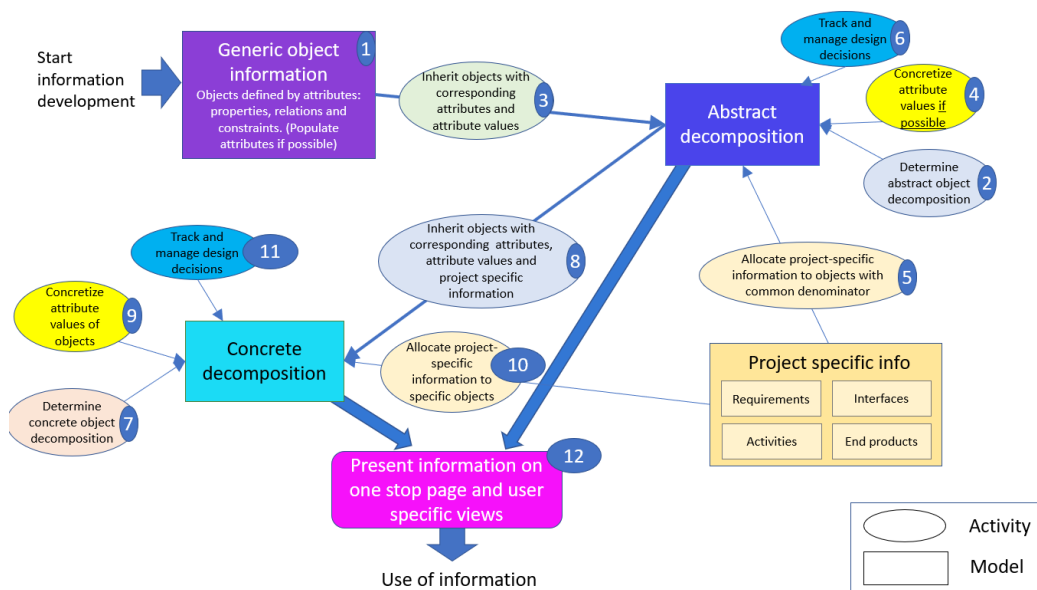 Start
information
development
Generic object
information
1
Objects defined by attributes:
properties, relations and
constraints. (Populate
attributes if possible)
Inherit objects with
corresponding
attributes and
attribute values
3
Track and
manage design
decisions
6
Concretize
attribute
values if
possible
4
Abstract
decomposition
Determine
abstract object
decomposition
2
Inherit objects with
corresponding attributes,
attribute values and
project specific
information
8
Allocate project-specific
information to objects with
common denominator
5
Track and
manage design
decisions
11
Concretize
attribute
values of
objects
9
Concrete
decomposition
Allocate project-
specific
information to
specific objects
10
Determine
concrete object
decomposition
7
Project specific info
Requirements
Interfaces
Activities
End products
Present information on
one stop page and user
specific views
12
Use of information
Activity
Model